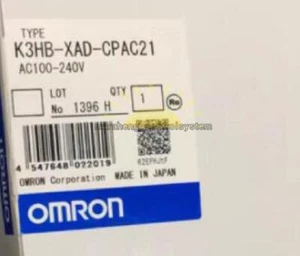 TYPE
K3HB-XAD-CPAC21
AC100-240V
LOT
No 1396 H
QTY
1
4 547648 022019
OMRON Corporation
MADE IN JAPAN
OMRON